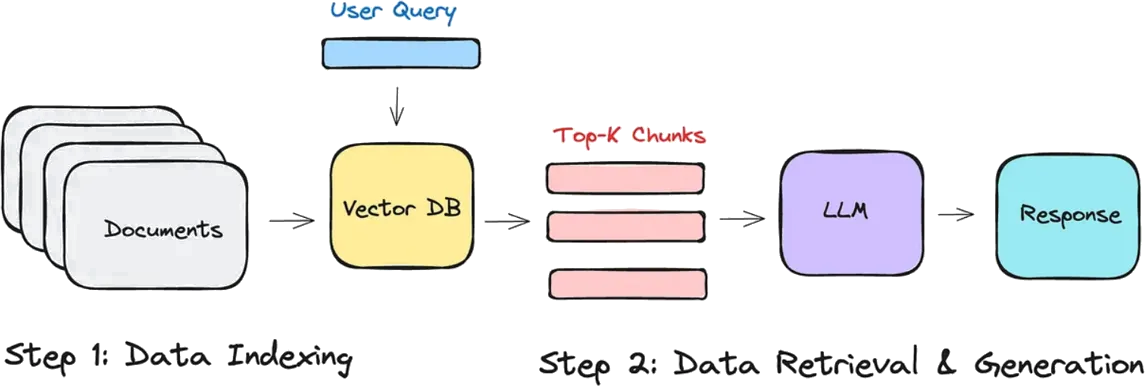 User Query
Top-K Chunks
Documents
Vector DB
LLM
Response
Step 1: Data Indexing
Step 2: Data Retrieval & Generation